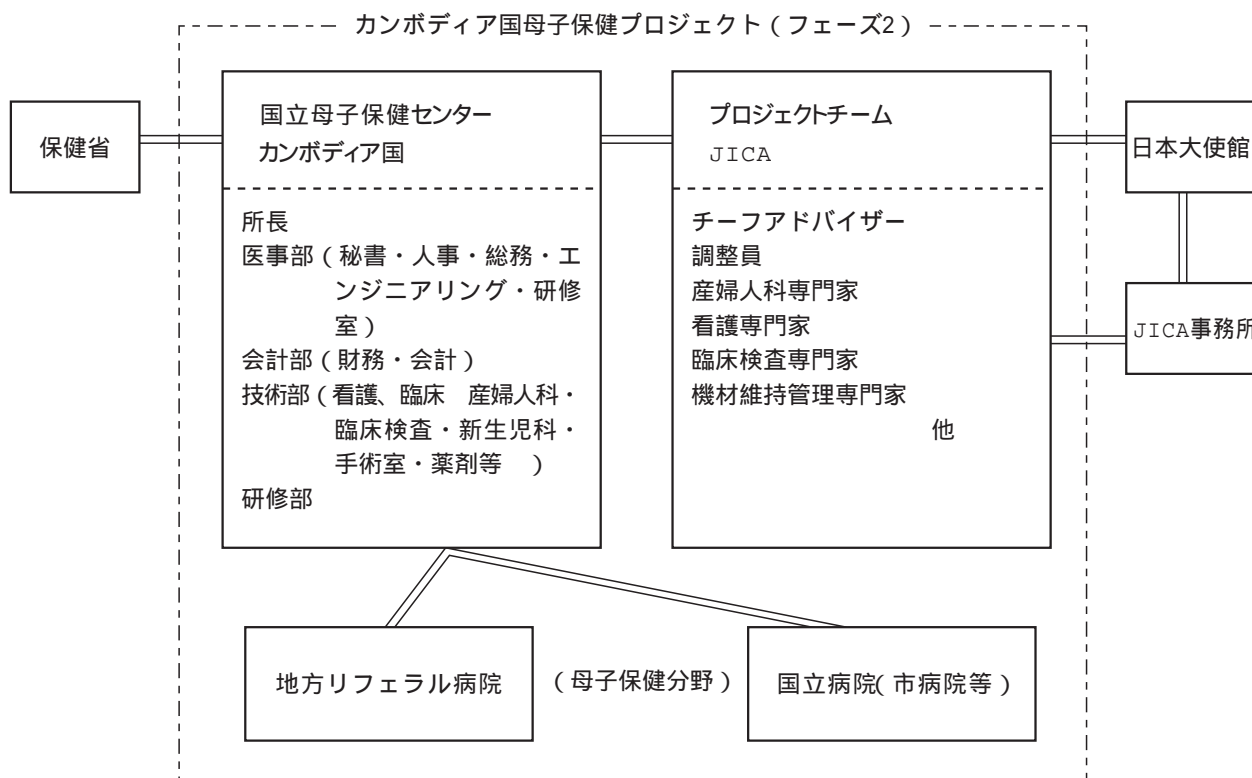 カンボディア国母子保健プロジェクト(フェーズ2)
保健省
国立母子保健センター
カンボディア国
所長
医事部(秘書・人事・総務・エ
ンジニアリング・研修
室)
会計部(財務・会計)
技術部(看護、臨床 産婦人科・
臨床検査・新生児科・
手術室・薬剤等 )
研修部
プロジェクトチーム
JICA
チーフアドバイザー
調整員
産婦人科専門家
看護専門家
臨床検査専門家
機材維持管理専門家
他
日本大使館
JICA事務所
地方リフェラル病院
(母子保健分野)
国立病院(市病院等)